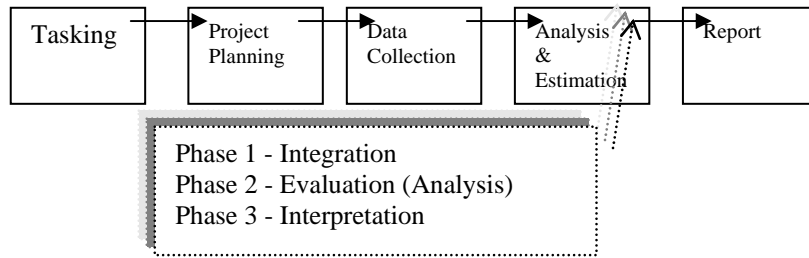 Tasking
Project
Planning
Data
Collection
Analysis
&
Estimation
Report
Phase 1 - Integration
Phase 2 - Evaluation (Analysis)
Phase 3 - Interpretation